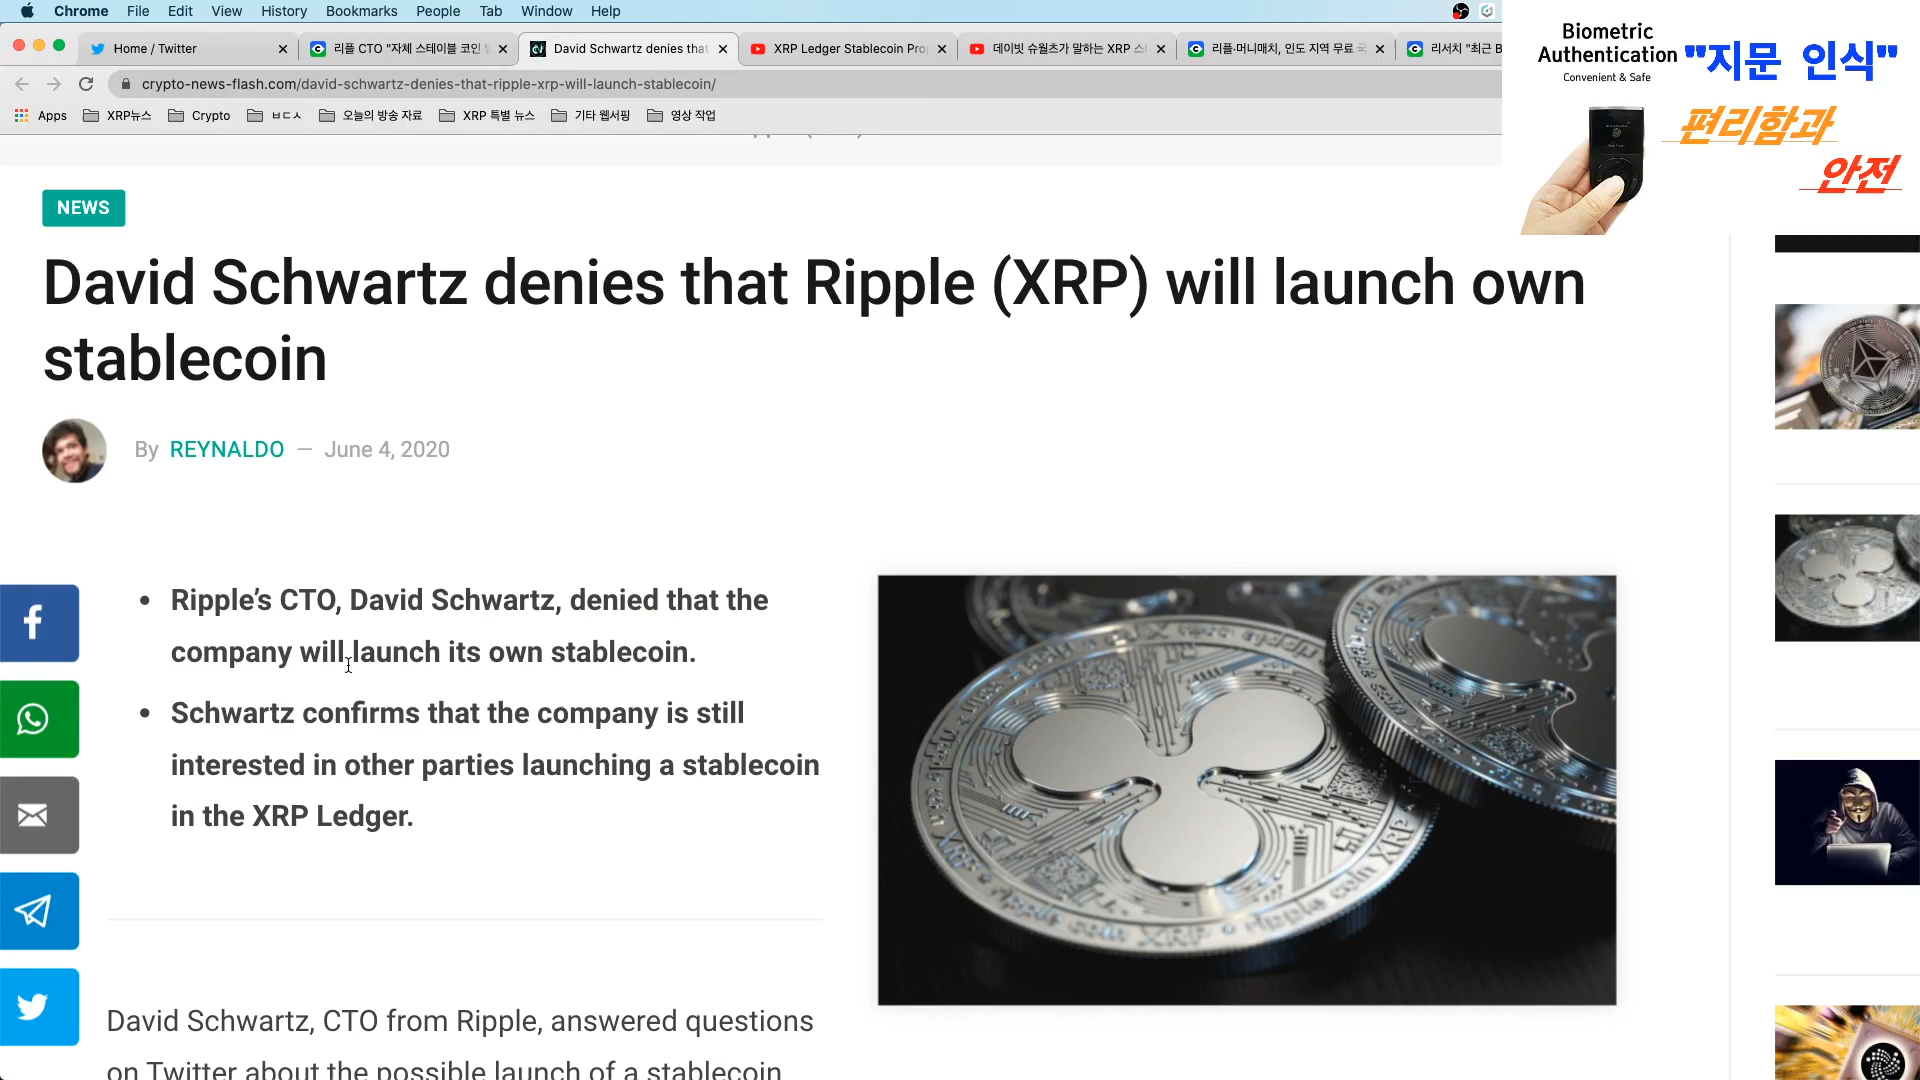 Chrome File Edit View History Bookmarks People Tab Window Help
Home / Twitter
리플 CTO "자체 스테이블 코인
David Schwartz denies that
XRP Ledger Stablecoin Pro
데이빗 슈월츠가 말하는 XRP 스
리플-머니매치, 인도 지역 무료
리서치 "최근 B
crypto-news-flash.com/david-schwartz-denies-that-ripple-xrp-will-launch-stablecoin/
Apps XRP뉴스 Crypto ㅂㄷㅅ 오늘의 방송 자료 XRP 특별 뉴스 기타 웹서핑 영상 작업
Biometric
Authentication
Convenient & Safe
"지문 인식"
편리함과
안전
NEWS
David Schwartz denies that Ripple (XRP) will launch own
stablecoin
By REYNALDO — June 4, 2020
• Ripple’s CTO, David Schwartz, denied that the
company will launch its own stablecoin.
• Schwartz confirms that the company is still
interested in other parties launching a stablecoin
in the XRP Ledger.
David Schwartz, CTO from Ripple, answered questions
on Twitter about the possible launch of a stablecoin